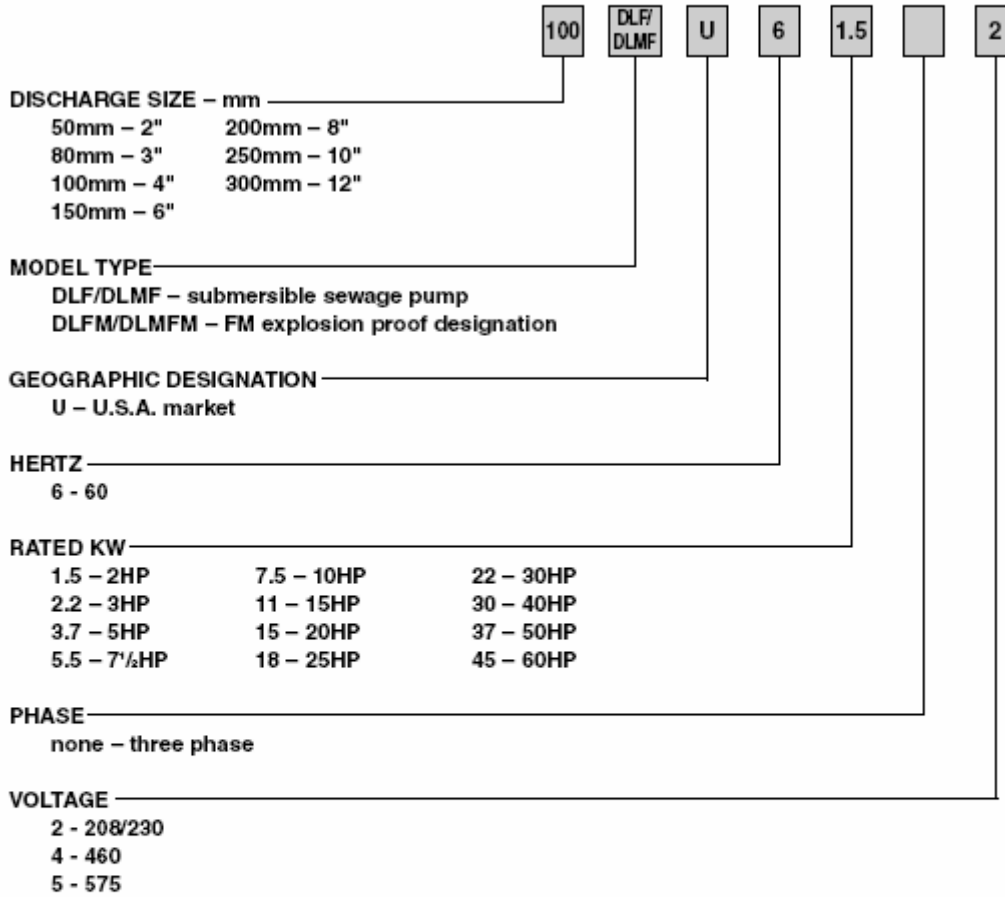 100 DLF/ DLMF U 6 1.5 2
DISCHARGE SIZE – mm
50mm – 2" 200mm – 8"
80mm – 3" 250mm – 10"
100mm – 4" 300mm – 12"
150mm – 6"
MODEL TYPE
DLF/DLMF – submersible sewage pump
DLFM/DLMFM – FM explosion proof designation
GEOGRAPHIC DESIGNATION
U – U.S.A. market
HERTZ
6 - 60
RATED KW
1.5 – 2HP 7.5 – 10HP 22 – 30HP
2.2 – 3HP 11 – 15HP 30 – 40HP
3.7 – 5HP 15 – 20HP 37 – 50HP
5.5 – 7½HP 18 – 25HP 45 – 60HP
PHASE
none – three phase
VOLTAGE
2 - 208/230
4 - 460
5 - 575